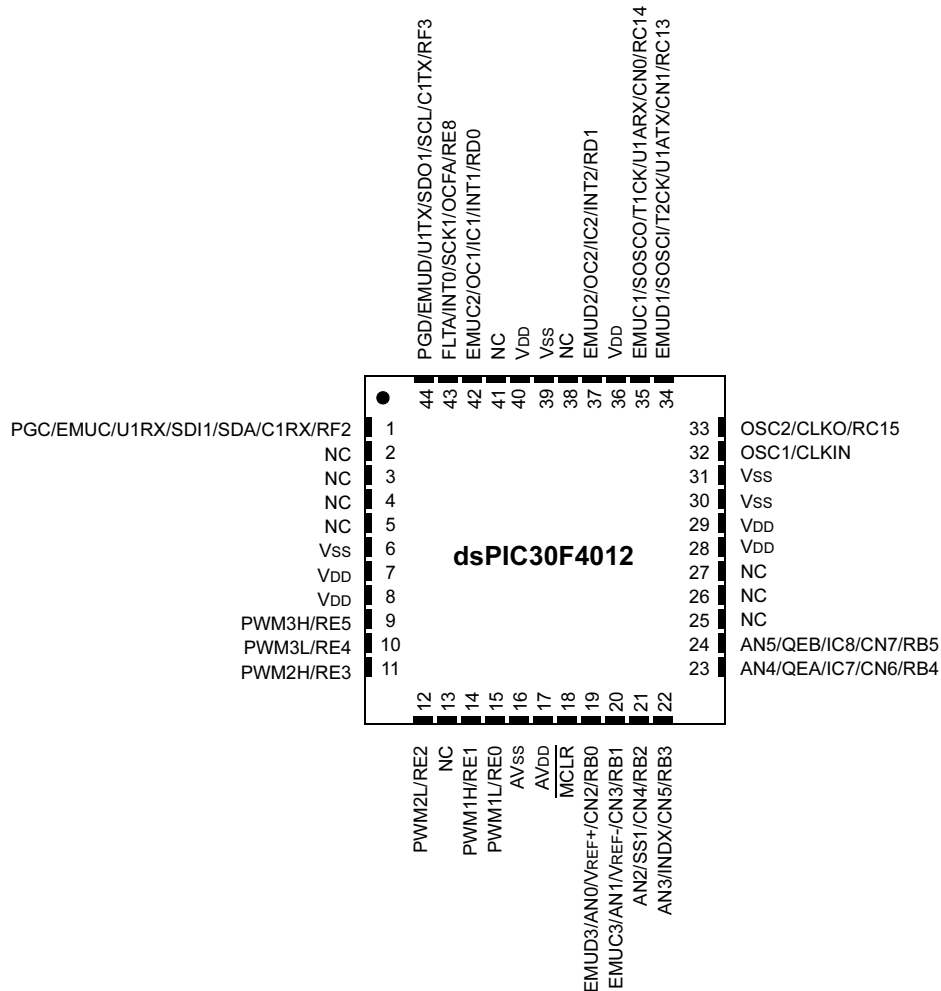 PGD/EMUD/U1TX/SDO1/SCL/C1TX/RF3
FLTA/INT0/SCK1/OCFA/RE8
EMUC2/OC1/IC1/INT1/RD0
NC
VDD
VSS
NC
EMUD2/OC2/IC2/INT2/RD1
VDD
EMUC1/SOSCO/T1CK/U1ARX/CN0/RC14
EMUD1/SOSCI/T2CK/U1ATX/CN1/RC13
44
43
42
41
40
39
38
37
36
35
34
PGC/EMUC/U1RX/SDI1/SDA/C1RX/RF2 1
NC 2
NC 3
NC 4
NC 5
VSS 6
VDD 7
VDD 8
PWM3H/RE5 9
PWM3L/RE4 10
PWM2H/RE3 11
dsPIC30F4012
33 OSC2/CLKO/RC15
32 OSC1/CLKIN
31 VSS
30 VSS
29 VDD
28 VDD
27 NC
26 NC
25 NC
24 AN5/QEB/IC8/CN7/RB5
23 AN4/QEA/IC7/CN6/RB4
12
13
14
15
16
17
18
19
20
21
22
PWM2L/RE2
NC
PWM1H/RE1
PWM1L/RE0
AVSS
AVDD
MCLR
EMUD3/AN0/VREF+/CN2/RB0
EMUC3/AN1/VREF-/CN3/RB1
AN2/SS1/CN4/RB2
AN3/INDX/CN5/RB3